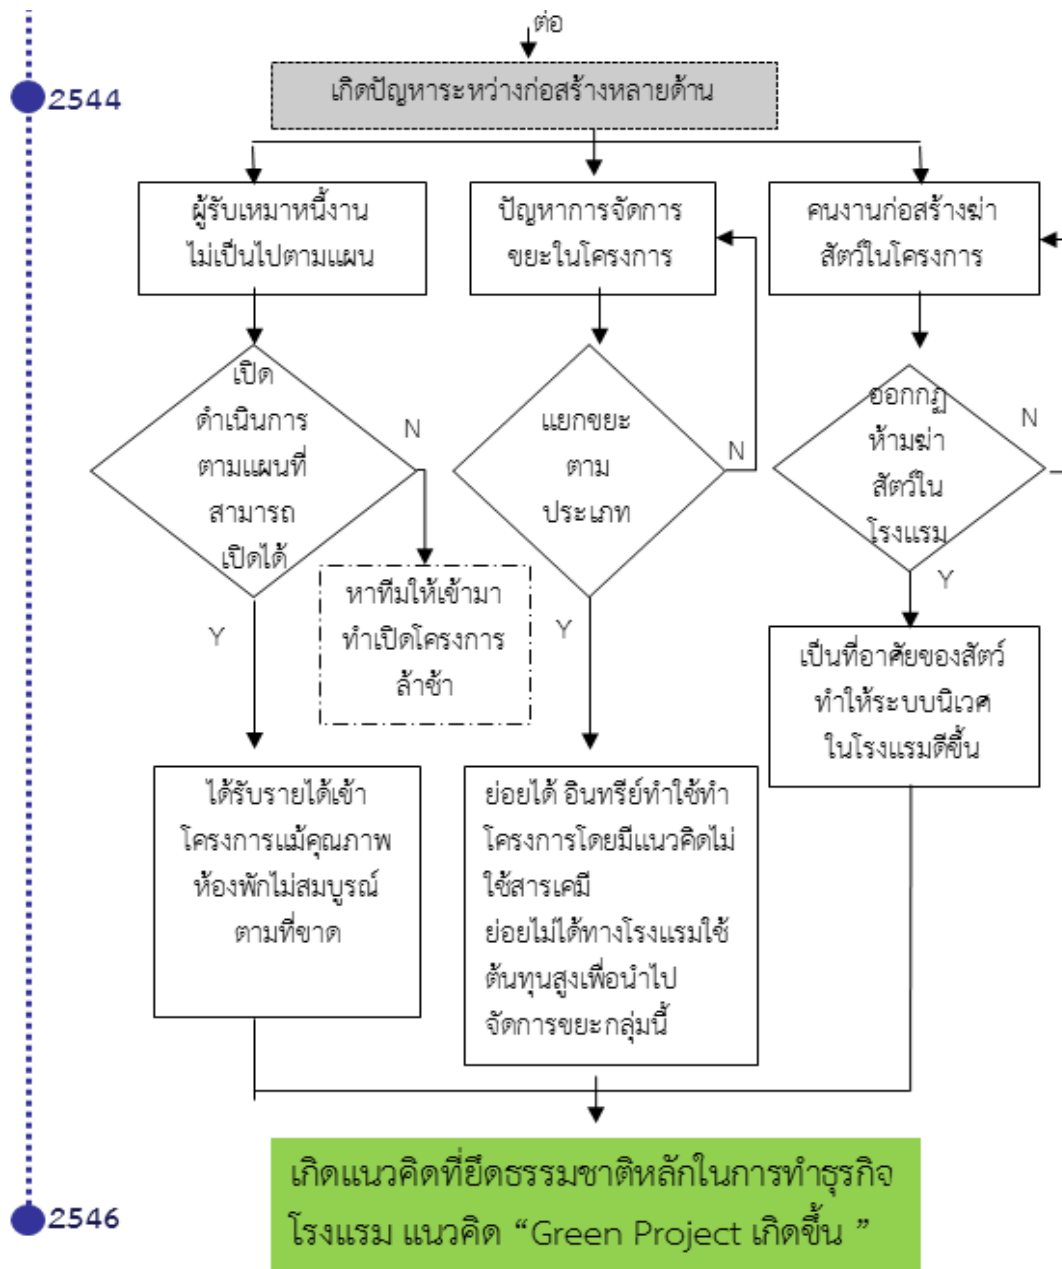 ต่อ
2544
เกิดปัญหาระหว่างก่อสร้างหลายด้าน
ผู้รับเหมาหนี้งาน
ไม่เป็นไปตามแผน
ปัญหาการจัดการ
ขยะในโครงการ
คนงานก่อสร้างฆ่า
สัตว์ในโครงการ
เปิด
ดำเนินการ
ตามแผนที่
สามารถ
เปิดได้
N
Y
แยกขยะ
ตาม
ประเภท
N
Y
ออกกฏ
ห้ามฆ่า
สัตว์ใน
โรงแรม
N
Y
หาทีมให้เข้ามา
ทำเปิดโครงการ
ล้าช้า
เป็นที่อาศัยของสัตว์
ทำให้ระบบนิเวศ
ในโรงแรมดีขึ้น
ได้รับรายได้เข้า
โครงการแม้คุณภาพ
ห้องพักไม่สมบูรณ์
ตามที่ขาด
ย่อยได้ อินทรีย์ทำใช้ทำ
โครงการโดยมีแนวคิดไม่
ใช้สารเคมี
ย่อยไม่ได้ทางโรงแรมใช้
ต้นทุนสูงเพื่อนำไป
จัดการขยะกลุ่มนี้
2546
เกิดแนวคิดที่ยึดธรรมชาติหลักในการทำธุรกิจ
โรงแรม แนวคิด “Green Project เกิดขึ้น ”